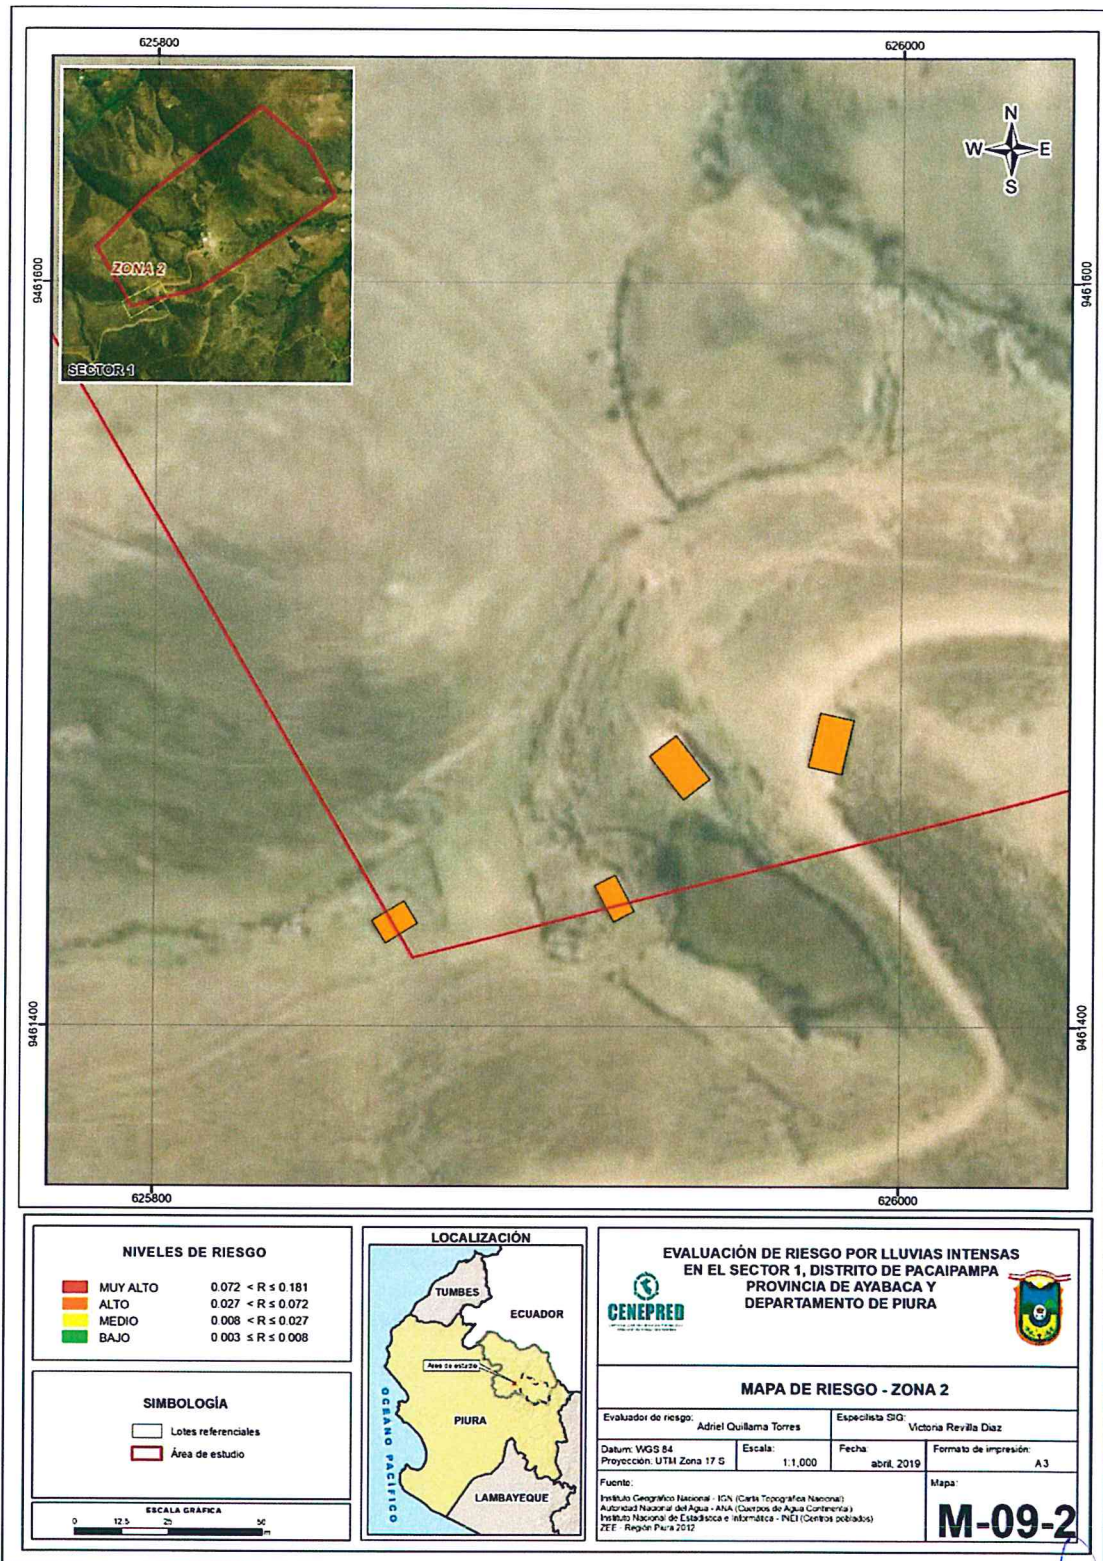 625800
626000
N
W
E
S
ZONA 2
SECTOR 1
9461600
9461600
9461400
9461400
625800
626000
NIVELES DE RIESGO
MUY ALTO 0.072 < R ≤ 0.181
ALTO 0.027 < R ≤ 0.072
MEDIO 0.008 < R ≤ 0.027
BAJO 0.003 ≤ R ≤ 0.008
SIMBOLOGÍA
Lotes referenciales
Área de estudio
ESCALA GRÁFICA
0 12.5 25 50
m
LOCALIZACIÓN
TUMBES
ECUADOR
Area de estudio
PIURA
OCEANO PACIFICO
LAMBAYEQUE
EVALUACIÓN DE RIESGO POR LLUVIAS INTENSAS
EN EL SECTOR 1, DISTRITO DE PACAIPAMPA
PROVINCIA DE AYABACA Y
DEPARTAMENTO DE PIURA
CENEPRED
MAPA DE RIESGO - ZONA 2
Evaluador de riesgo:
Adriel Quillama Torres
Especilista SIG:
Victoria Revilla Diaz
Datum: WGS 84
Proyección: UTM Zona 17 S
Escala:
1:1,000
Fecha:
abril, 2019
Formato de impresión:
A3
Fuente:
Instituto Geográfico Nacional - IGN (Carta Topográfica Nacional)
Autoridad Nacional del Agua - ANA (Cuerpos de Agua Continental)
Instituto Nacional de Estadística e Informática - INEI (Centros poblados)
ZEE - Región Piura 2012
Mapa:
M-09-2